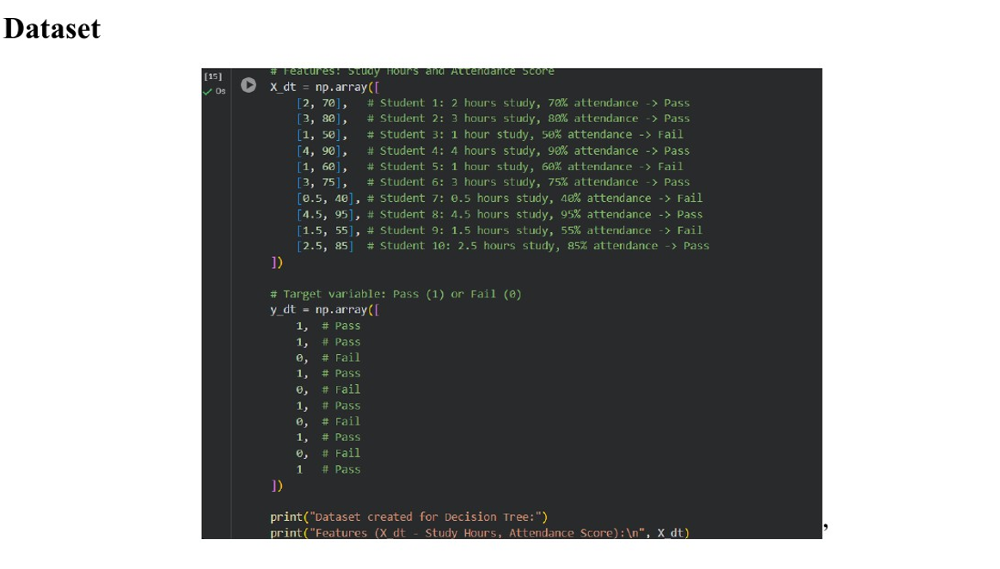 Dataset
[15]
0s
# Features: Study Hours and Attendance Score
X_dt = np.array([
[2, 70],   # Student 1: 2 hours study, 70% attendance -> Pass
[3, 80],   # Student 2: 3 hours study, 80% attendance -> Pass
[1, 50],   # Student 3: 1 hour study, 50% attendance -> Fail
[4, 90],   # Student 4: 4 hours study, 90% attendance -> Pass
[1, 60],   # Student 5: 1 hour study, 60% attendance -> Fail
[3, 75],   # Student 6: 3 hours study, 75% attendance -> Pass
[0.5, 40], # Student 7: 0.5 hours study, 40% attendance -> Fail
[4.5, 95], # Student 8: 4.5 hours study, 95% attendance -> Pass
[1.5, 55], # Student 9: 1.5 hours study, 55% attendance -> Fail
[2.5, 85]  # Student 10: 2.5 hours study, 85% attendance -> Pass
])
# Target variable: Pass (1) or Fail (0)
y_dt = np.array([
1,  # Pass
1,  # Pass
0,  # Fail
1,  # Pass
0,  # Fail
1,  # Pass
0,  # Fail
1,  # Pass
0,  # Fail
1   # Pass
])
print("Dataset created for Decision Tree:")
print("Features (X_dt - Study Hours, Attendance Score):\n", X_dt)
,